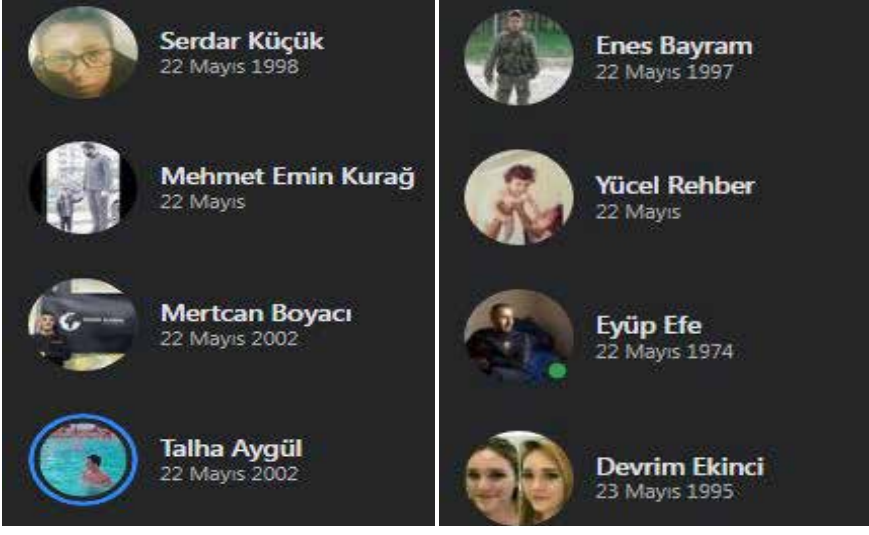 Serdar Küçük
22 Mayıs 1998
Mehmet Emin Kurağ
22 Mayıs
Mertcan Boyacı
22 Mayıs 2002
Talha Aygül
22 Mayıs 2002
Enes Bayram
22 Mayıs 1997
Yücel Rehber
22 Mayıs
Eyüp Efe
22 Mayıs 1974
Devrim Ekinci
23 Mayıs 1995